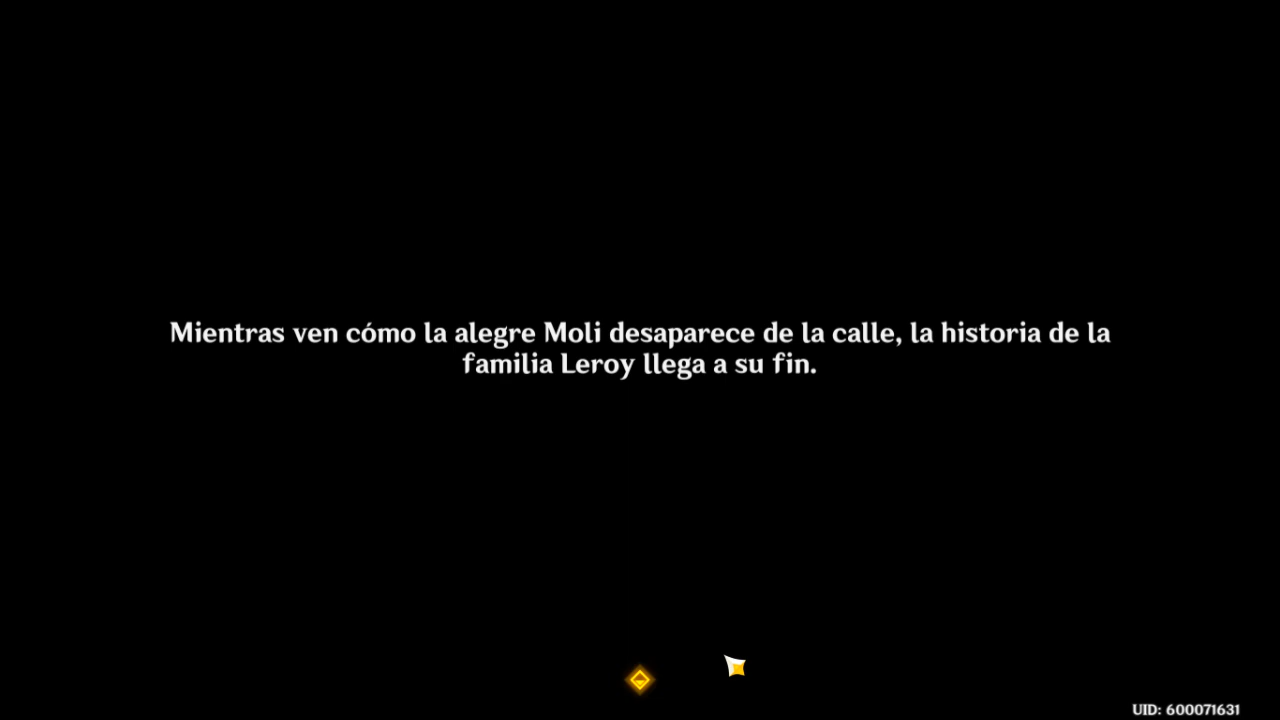 Mientras ven cómo la alegre Moli desaparece de la calle, la historia de la
familia Leroy llega a su fin.
UID: 600071631